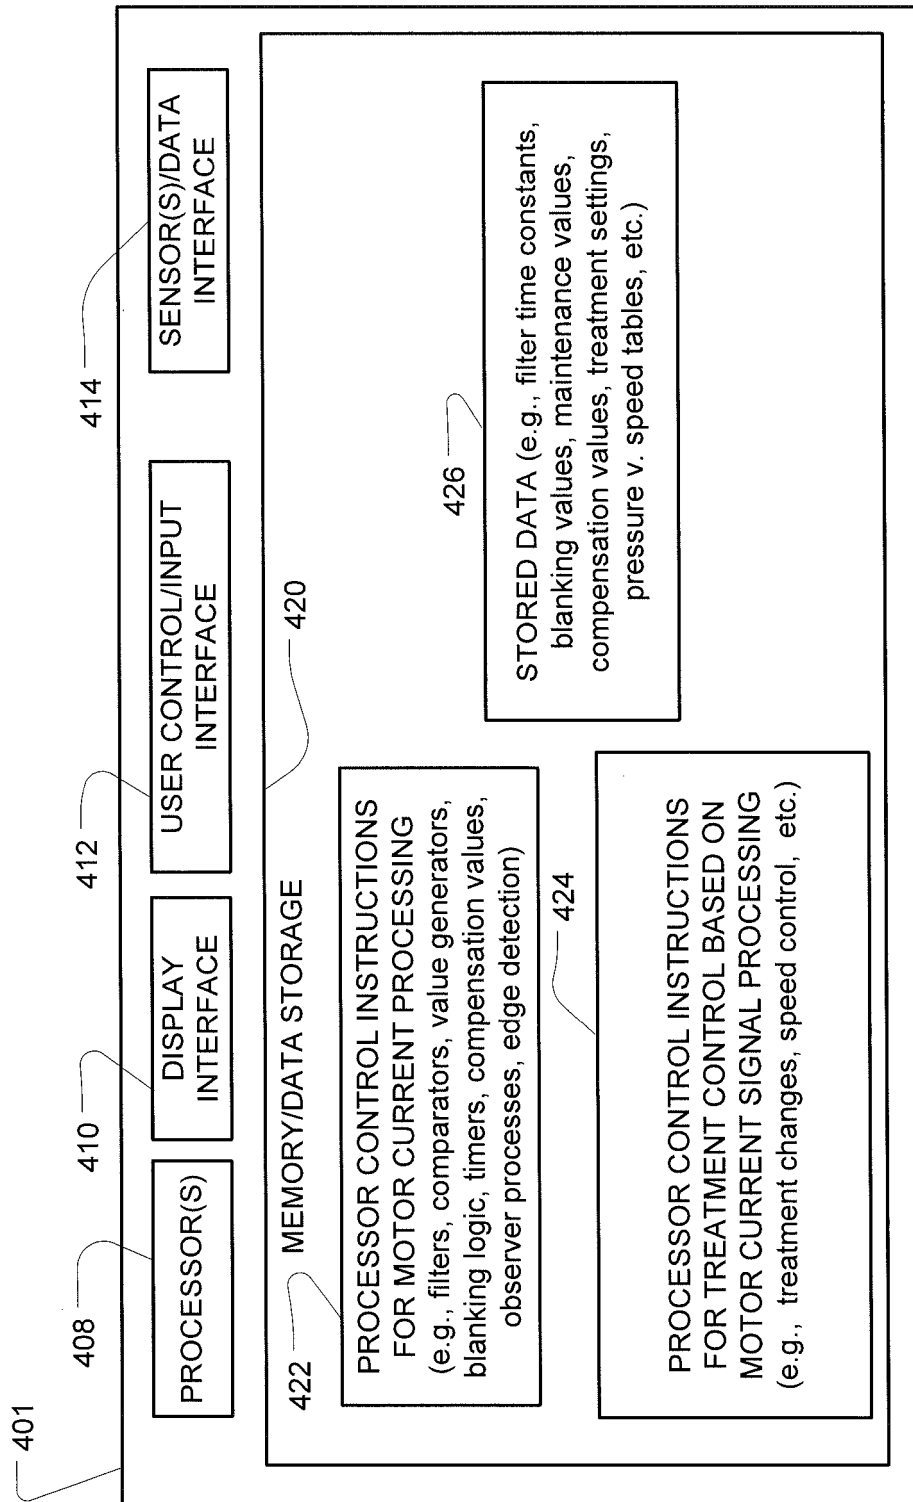 401
408
PROCESSOR(S)
410
DISPLAY
INTERFACE
412
USER CONTROL/INPUT
INTERFACE
414
SENSOR(S)/DATA
INTERFACE
420
MEMORY/DATA STORAGE
422
PROCESSOR CONTROL INSTRUCTIONS
FOR MOTOR CURRENT PROCESSING
(e.g., filters, comparators, value generators,
blanking logic, timers, compensation values,
observer processes, edge detection)
424
PROCESSOR CONTROL INSTRUCTIONS
FOR TREATMENT CONTROL BASED ON
MOTOR CURRENT SIGNAL PROCESSING
(e.g., treatment changes, speed control, etc.)
426
STORED DATA (e.g., filter time constants,
blanking values, maintenance values,
compensation values, treatment settings,
pressure v. speed tables, etc.)